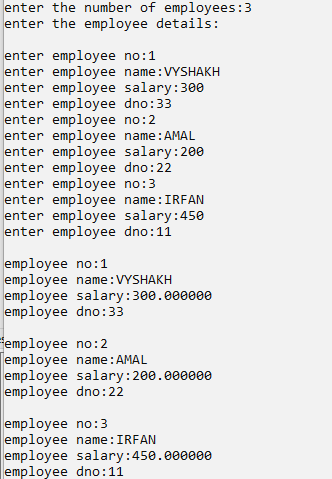 enter the number of employees:3
enter the employee details:
enter employee no:1
enter employee name:VYSHAKH
enter employee salary:300
enter employee dno:33
enter employee no:2
enter employee name:AMAL
enter employee salary:200
enter employee dno:22
enter employee no:3
enter employee name:IRFAN
enter employee salary:450
enter employee dno:11
employee no:1
employee name:VYSHAKH
employee salary:300.000000
employee dno:33
employee no:2
employee name:AMAL
employee salary:200.000000
employee dno:22
employee no:3
employee name:IRFAN
employee salary:450.000000
employee dno:11